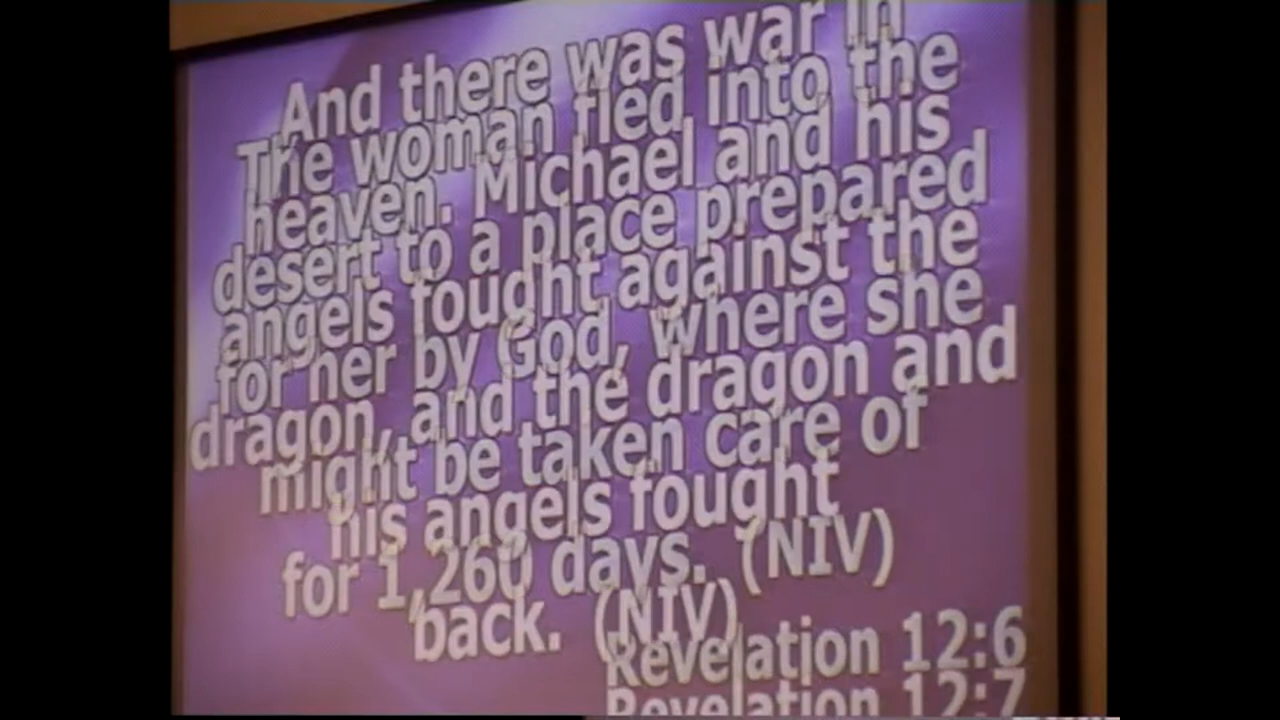 And there was war in
The woman fled into the
heaven. Michael and his
desert to a place prepared
angels fought against the
for her by God, where she
dragon, and the dragon and
might be taken care of
his angels fought
for 1,260 days. (NIV)
back. (NIV)
Revelation 12:6
Revelation 12:7